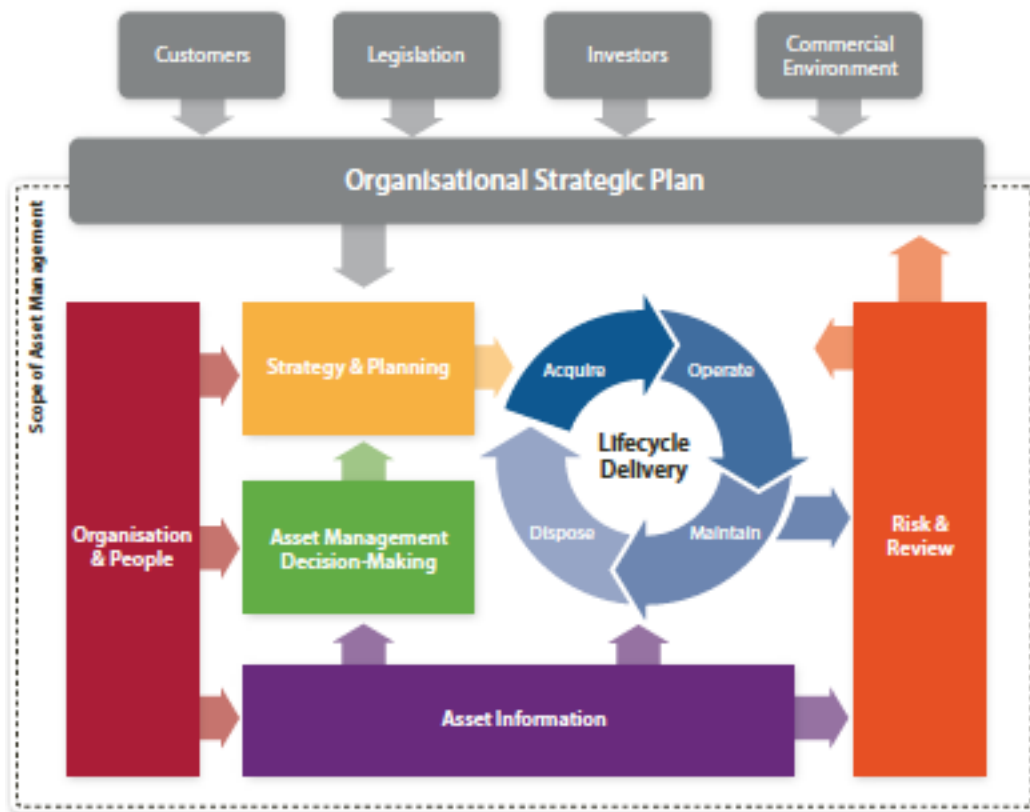 Customers
Legislation
Investors
Commercial
Environment
Organisational Strategic Plan
Scope of Asset Management
Strategy & Planning
Acquire
Operate
Lifecycle
Delivery
Organisation
& People
Asset Management
Decision-Making
Dispose
Maintain
Risk &
Review
Asset Information